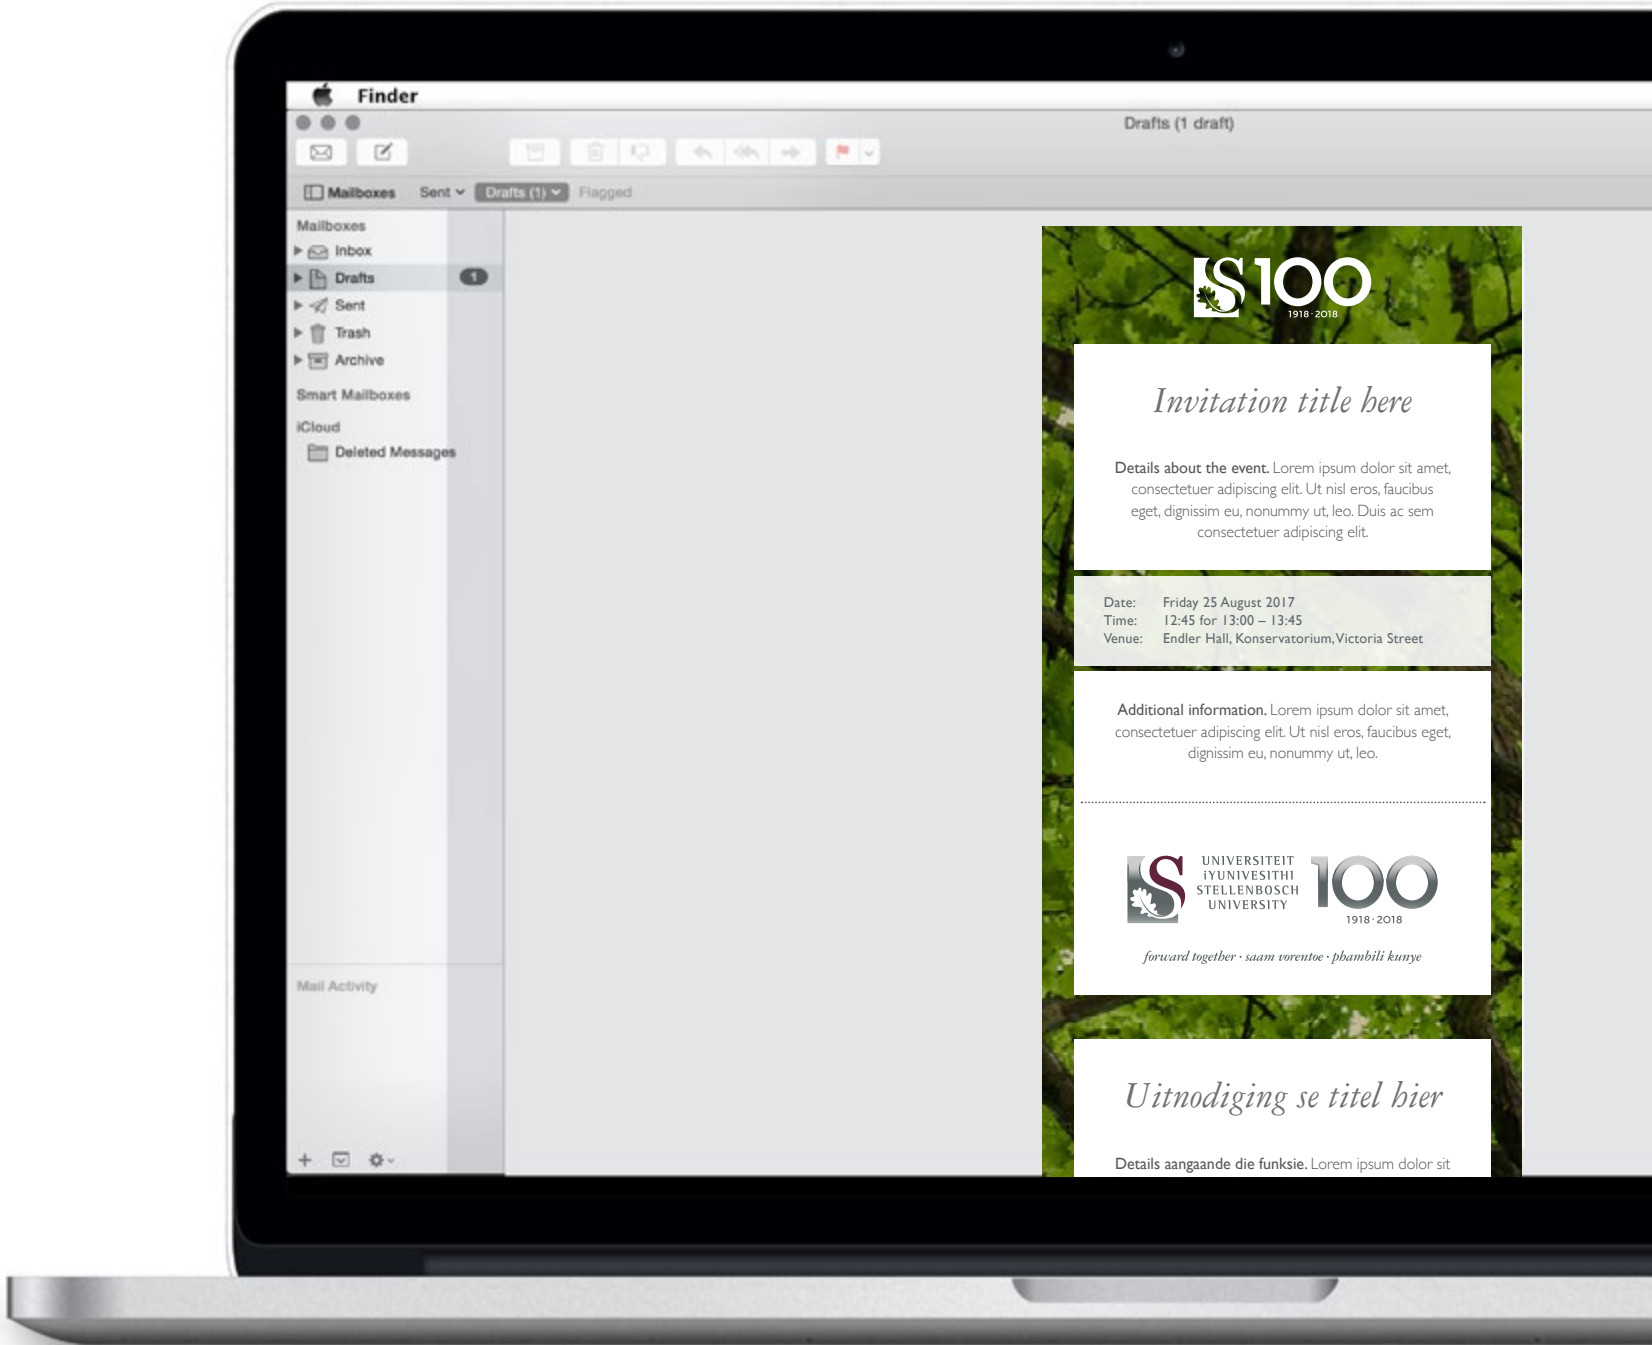 Finder
Drafts (1 draft)
Mailboxes Sent Drafts (1) Flagged
Mailboxes
Inbox
Drafts 1
Sent
Trash
Archive
Smart Mailboxes
iCloud
Deleted Messages
Mail Activity
S100
1918·2018
Invitation title here
Details about the event. Lorem ipsum dolor sit amet,
consectetuer adipiscing elit. Ut nisl eros, faucibus
eget, dignissim eu, nonummy ut, leo. Duis ac sem
consectetuer adipiscing elit.
Date: Friday 25 August 2017
Time: 12:45 for 13:00 – 13:45
Venue: Endler Hall, Konservatorium, Victoria Street
Additional information. Lorem ipsum dolor sit amet,
consectetuer adipiscing elit. Ut nisl eros, faucibus eget,
dignissim eu, nonummy ut, leo.
S
UNIVERSITEIT
iYUNIVESITHI
STELLENBOSCH
UNIVERSITY
100
1918·2018
forward together · saam vorentoe · phambili kunye
Uitnodiging se titel hier
Details aangaande die funksie. Lorem ipsum dolor sit